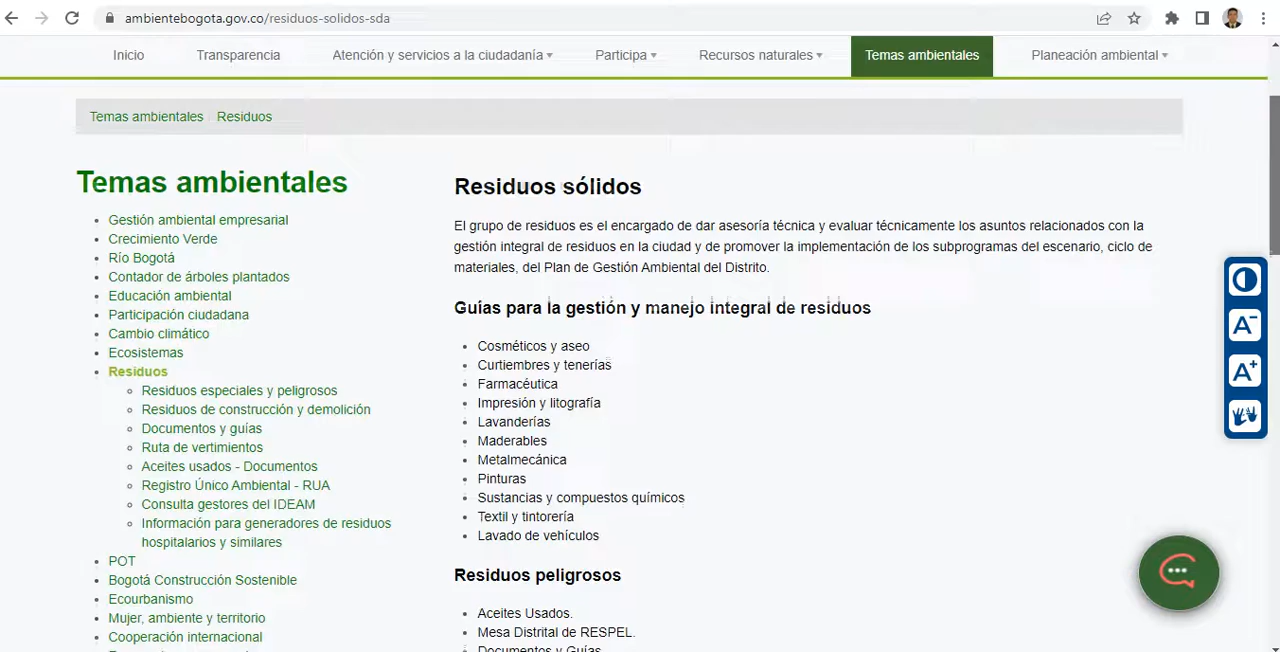 ambientebogota.gov.co/residuos-solidos-sda
Inicio Transparencia Atención y servicios a la ciudadanía Participa Recursos naturales Temas ambientales Planeación ambiental
Temas ambientales Residuos
Temas ambientales
Gestión ambiental empresarial
Crecimiento Verde
Río Bogotá
Contador de árboles plantados
Educación ambiental
Participación ciudadana
Cambio climático
Ecosistemas
Residuos
Residuos especiales y peligrosos
Residuos de construcción y demolición
Documentos y guías
Ruta de vertimientos
Aceites usados - Documentos
Registro Único Ambiental - RUA
Consulta gestores del IDEAM
Información para generadores de residuos
hospitalarios y similares
POT
Bogotá Construcción Sostenible
Ecourbanismo
Mujer, ambiente y territorio
Cooperación internacional
Residuos sólidos
El grupo de residuos es el encargado de dar asesoría técnica y evaluar técnicamente los asuntos relacionados con la
gestión integral de residuos en la ciudad y de promover la implementación de los subprogramas del escenario, ciclo de
materiales, del Plan de Gestión Ambiental del Distrito.
Guías para la gestión y manejo integral de residuos
Cosméticos y aseo
Curtiembres y tenerías
Farmacéutica
Impresión y litografía
Lavanderías
Maderables
Metalmecánica
Pinturas
Sustancias y compuestos químicos
Textil y tintorería
Lavado de vehículos
Residuos peligrosos
Aceites Usados.
Mesa Distrital de RESPEL.
Documentos y Guías
A-
A+